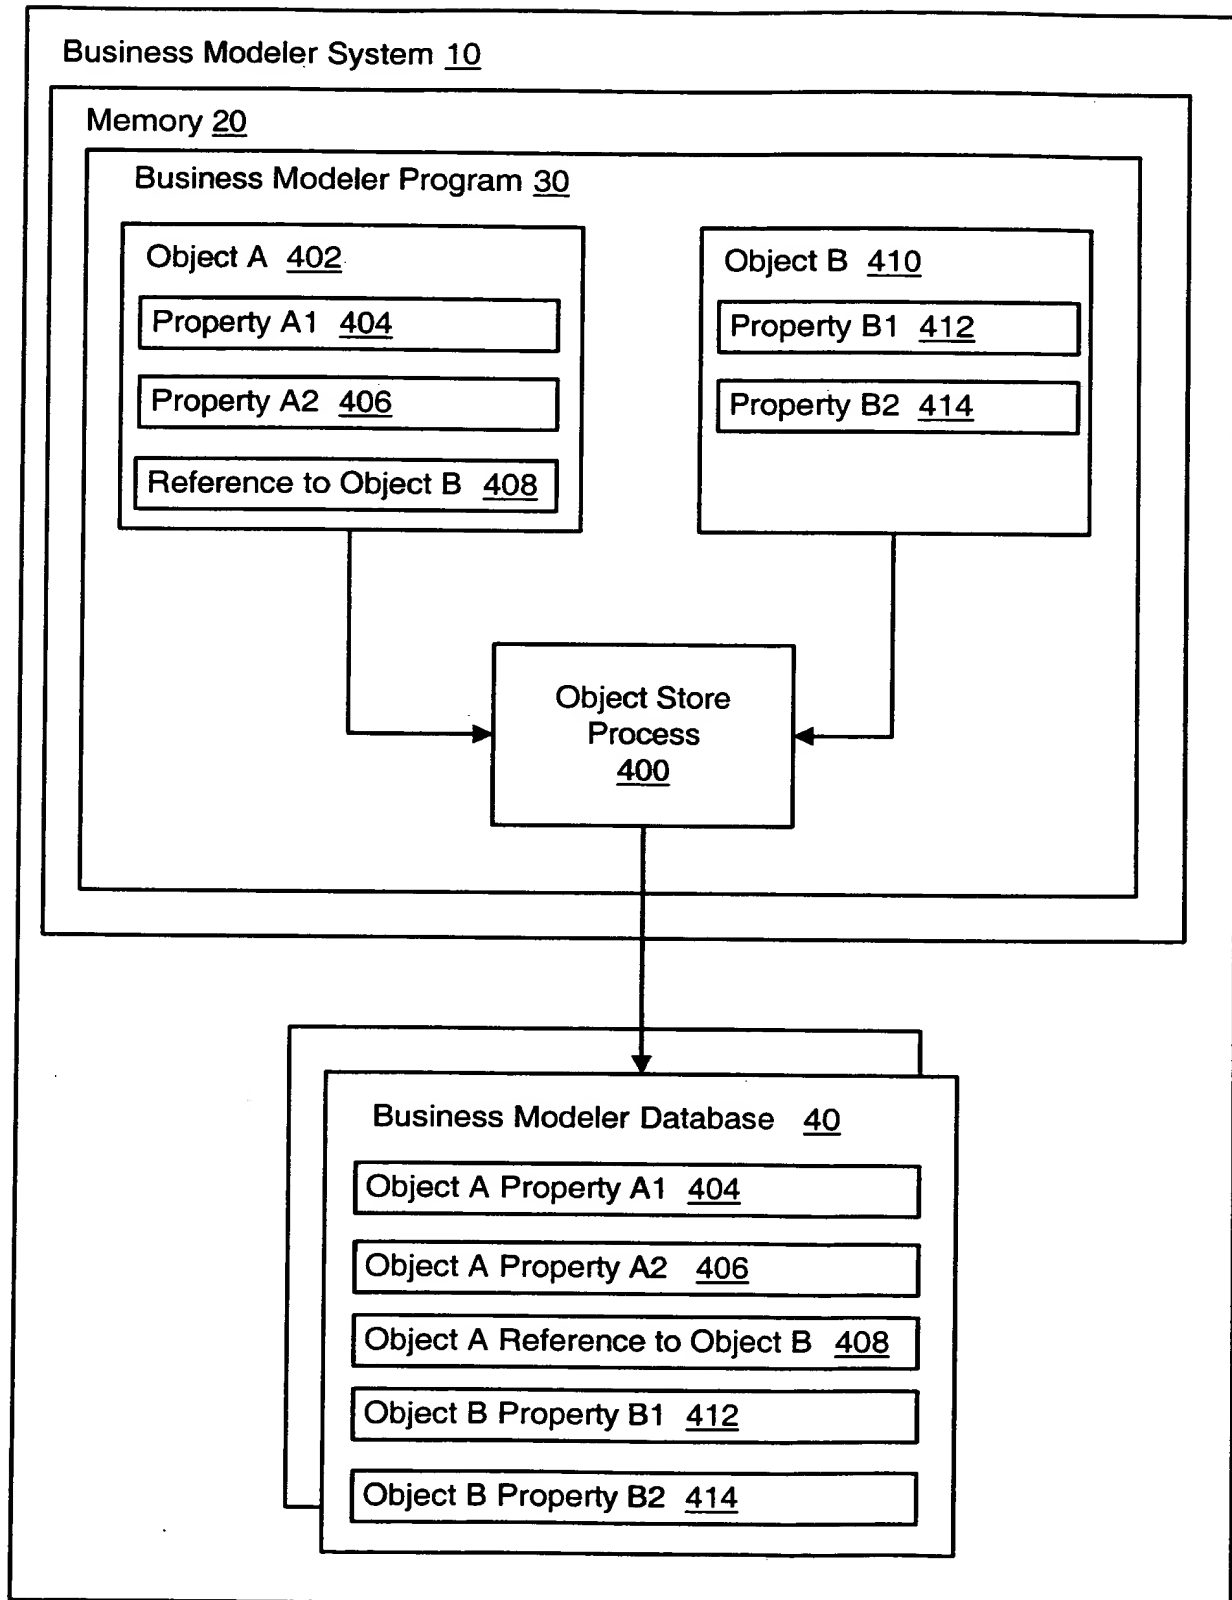 Business Modeler System 10
Memory 20
Business Modeler Program 30
Object A 402
Property A1 404
Property A2 406
Reference to Object B 408
Object B 410
Property B1 412
Property B2 414
Object Store
Process
400
Business Modeler Database 40
Object A Property A1 404
Object A Property A2 406
Object A Reference to Object B 408
Object B Property B1 412
Object B Property B2 414